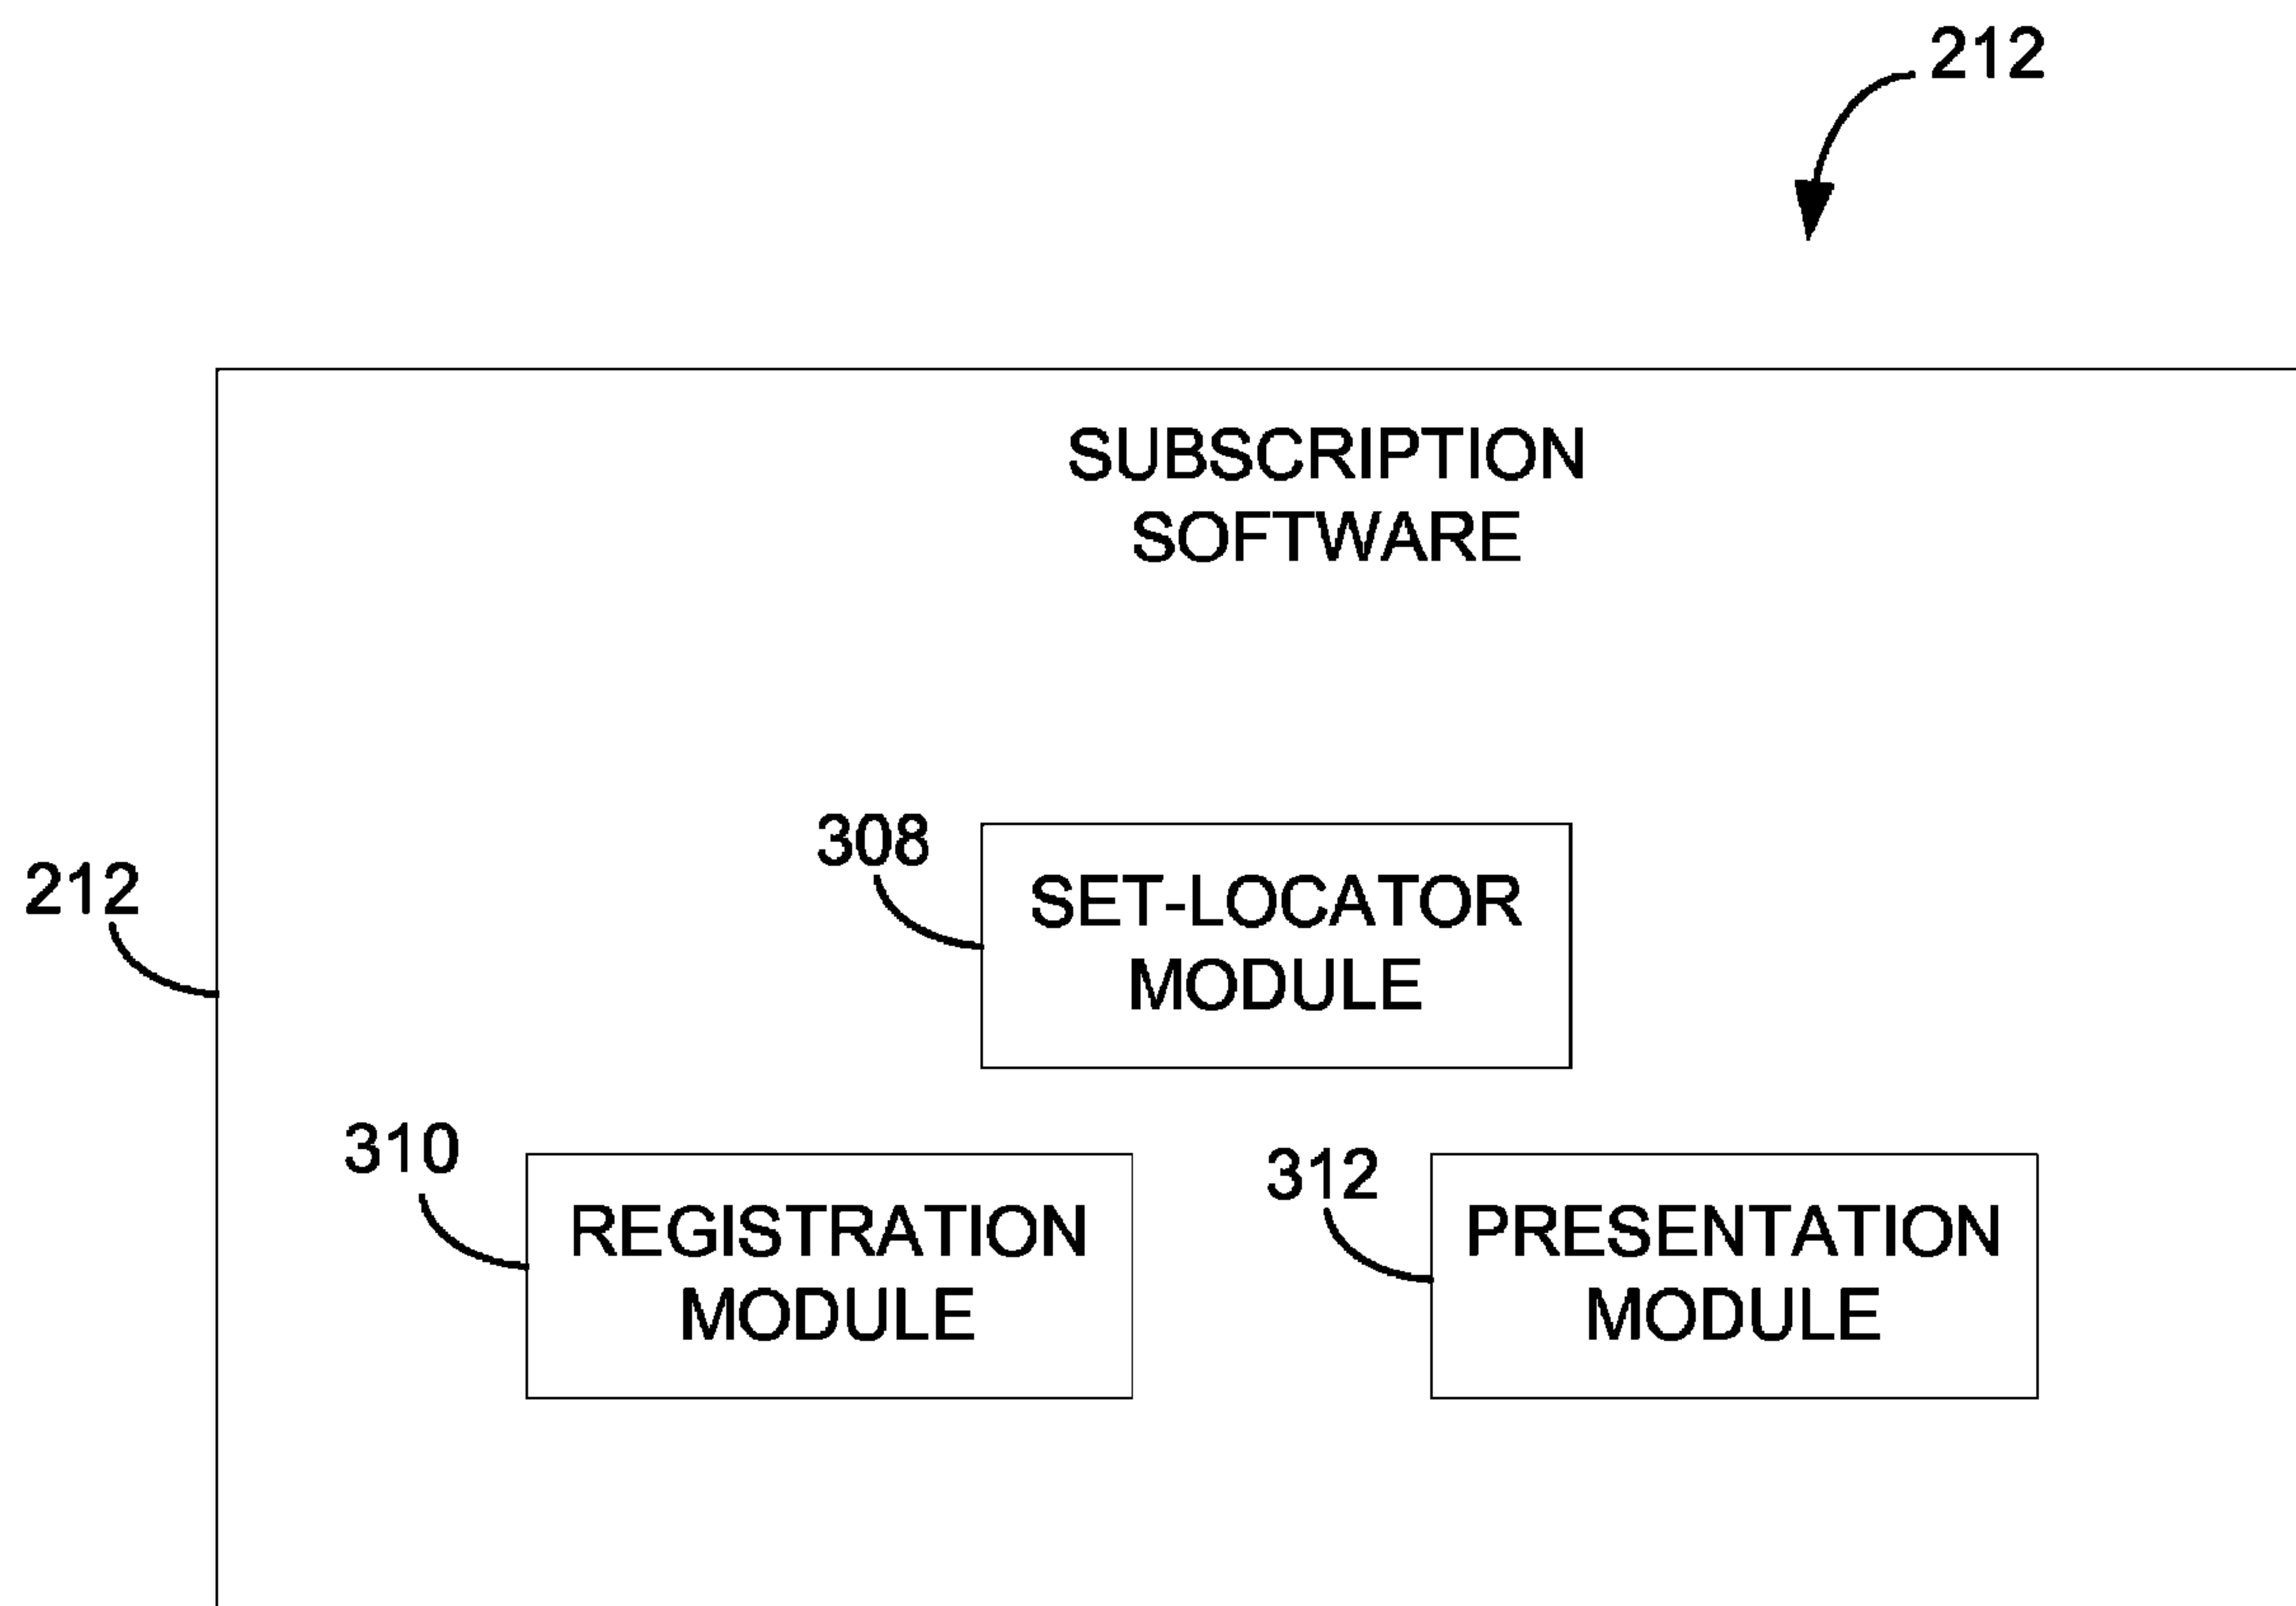 212
SUBSCRIPTION
SOFTWARE
308
SET-LOCATOR
MODULE
212
310
REGISTRATION
MODULE
312
PRESENTATION
MODULE